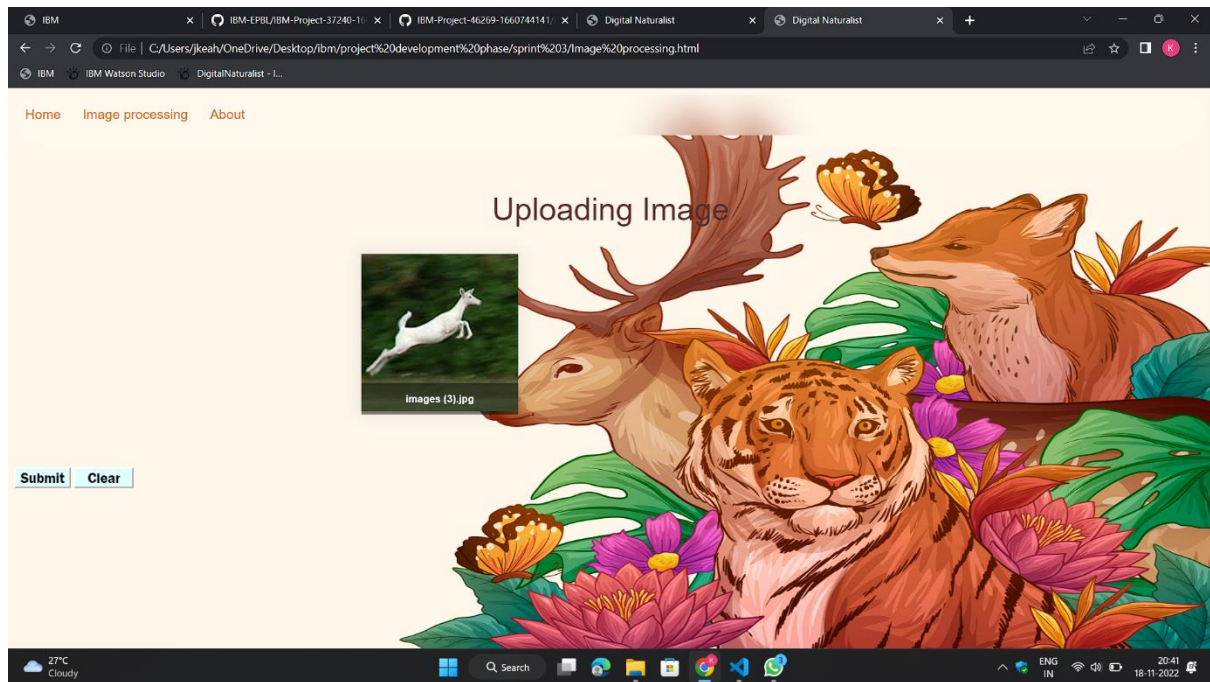 IBM
IBM-EPBL/IBM-Project-37240-16
IBM-Project-46269-1660744141/
Digital Naturalist
Digital Naturalist
File | C:/Users/jkeah/OneDrive/Desktop/ibm/project%20development%20phase/sprint%203/Image%20processing.html
K
IBM
IBM Watson Studio
DigitalNaturalist - I...
Home Image processing About
Uploading Image
images (3).jpg
Submit Clear
27°C
Cloudy
Search
ENG
IN
20:41
18-11-2022